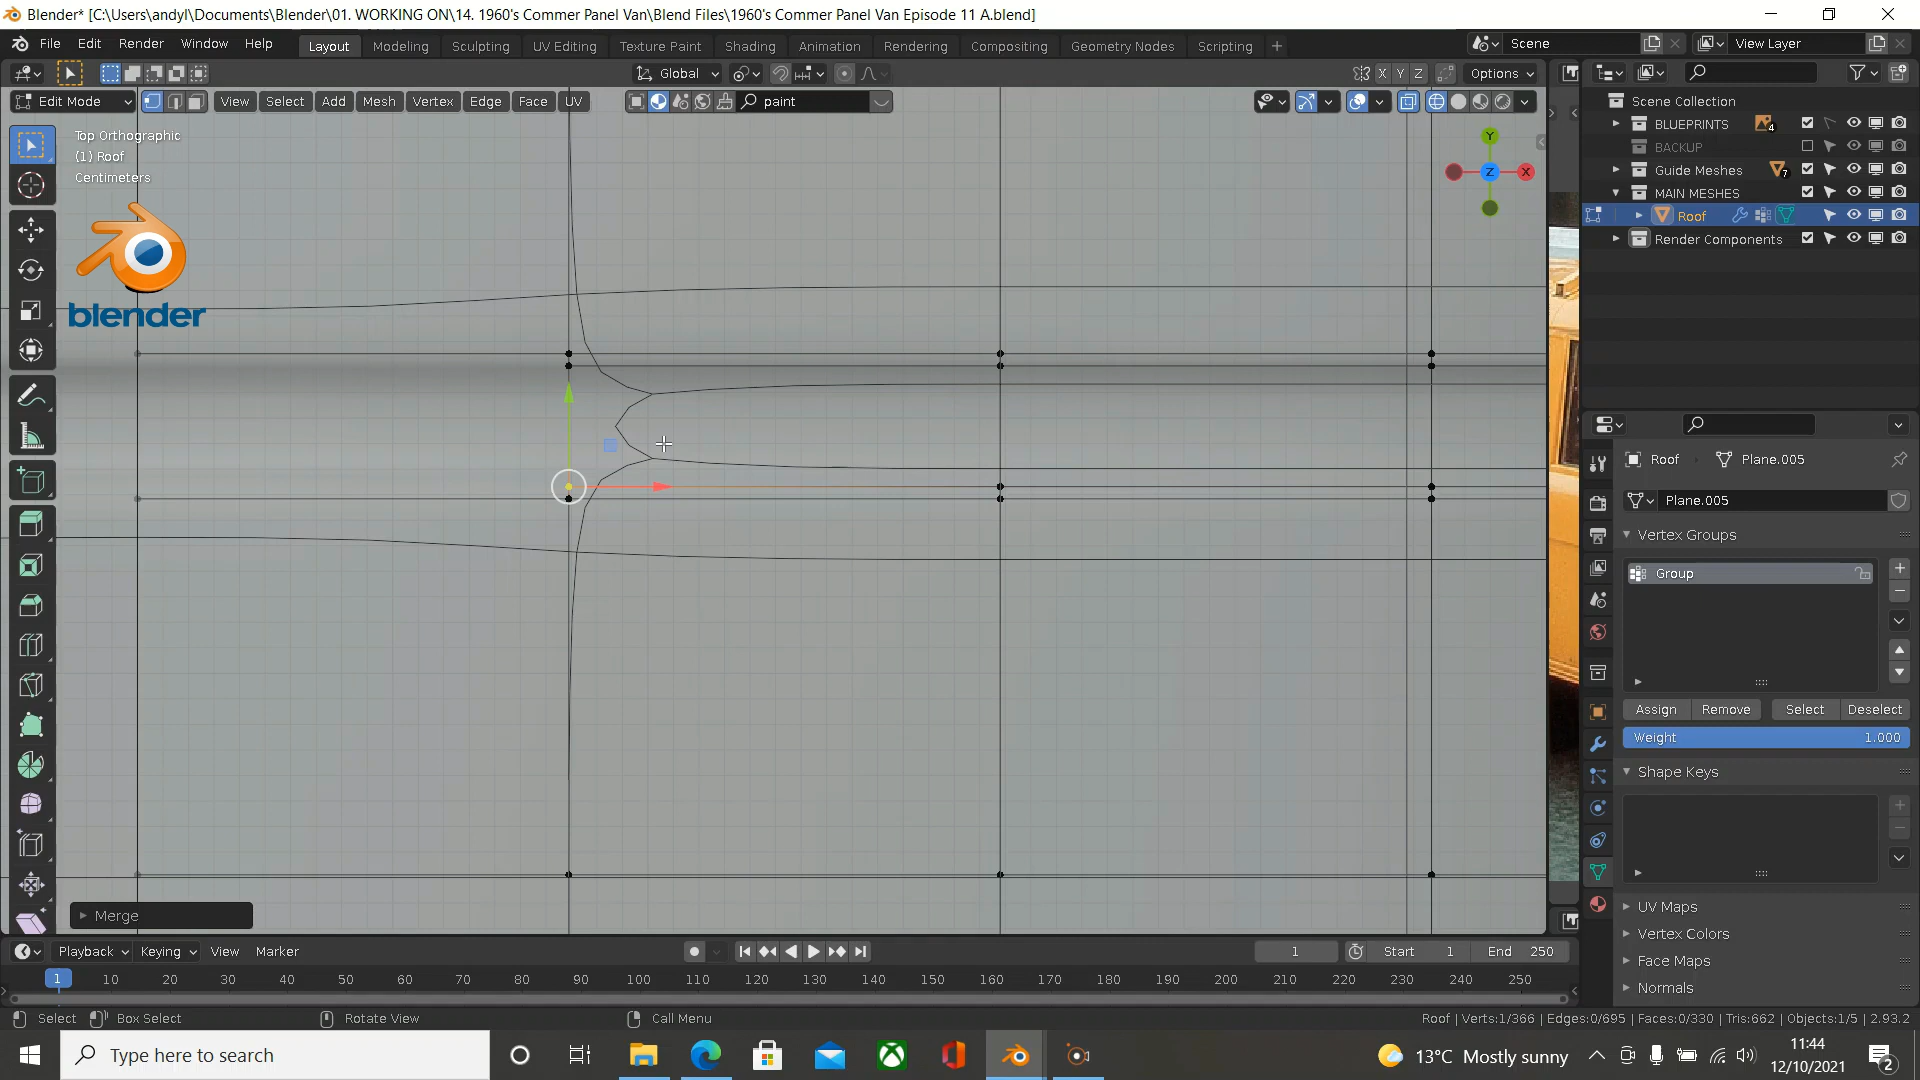 Blender* [C:\Users\andyl\Documents\Blender\01. WORKING ON\14. 1960's Commer Panel Van\Blend Files\1960's Commer Panel Van Episode 11 A.blend]
File Edit Render Window Help Layout Modeling Sculpting UV Editing Texture Paint Shading Animation Rendering Compositing Geometry Nodes Scripting + Scene View Layer
Global X Y Z Options
Edit Mode View Select Add Mesh Vertex Edge Face UV paint
Scene Collection
BLUEPRINTS 4
BACKUP
Guide Meshes 7
MAIN MESHES
Roof
Render Components
Top Orthographic
(1) Roof
Centimeters
Y
Z X
blender
Roof Plane.005
Plane.005
Vertex Groups
Group
Assign Remove Select Deselect
Weight 1.000
Shape Keys
UV Maps
Vertex Colors
Face Maps
Normals
Merge
Playback Keying View Marker 1 Start 1 End 250
1 10 20 30 40 50 60 70 80 90 100 110 120 130 140 150 160 170 180 190 200 210 220 230 240 250
Select Box Select Rotate View Call Menu Roof | Verts:1/366 | Edges:0/695 | Faces:0/330 | Tris:662 | Objects:1/5 | 2.93.2
Type here to search 13°C Mostly sunny 11:44
12/10/2021 2